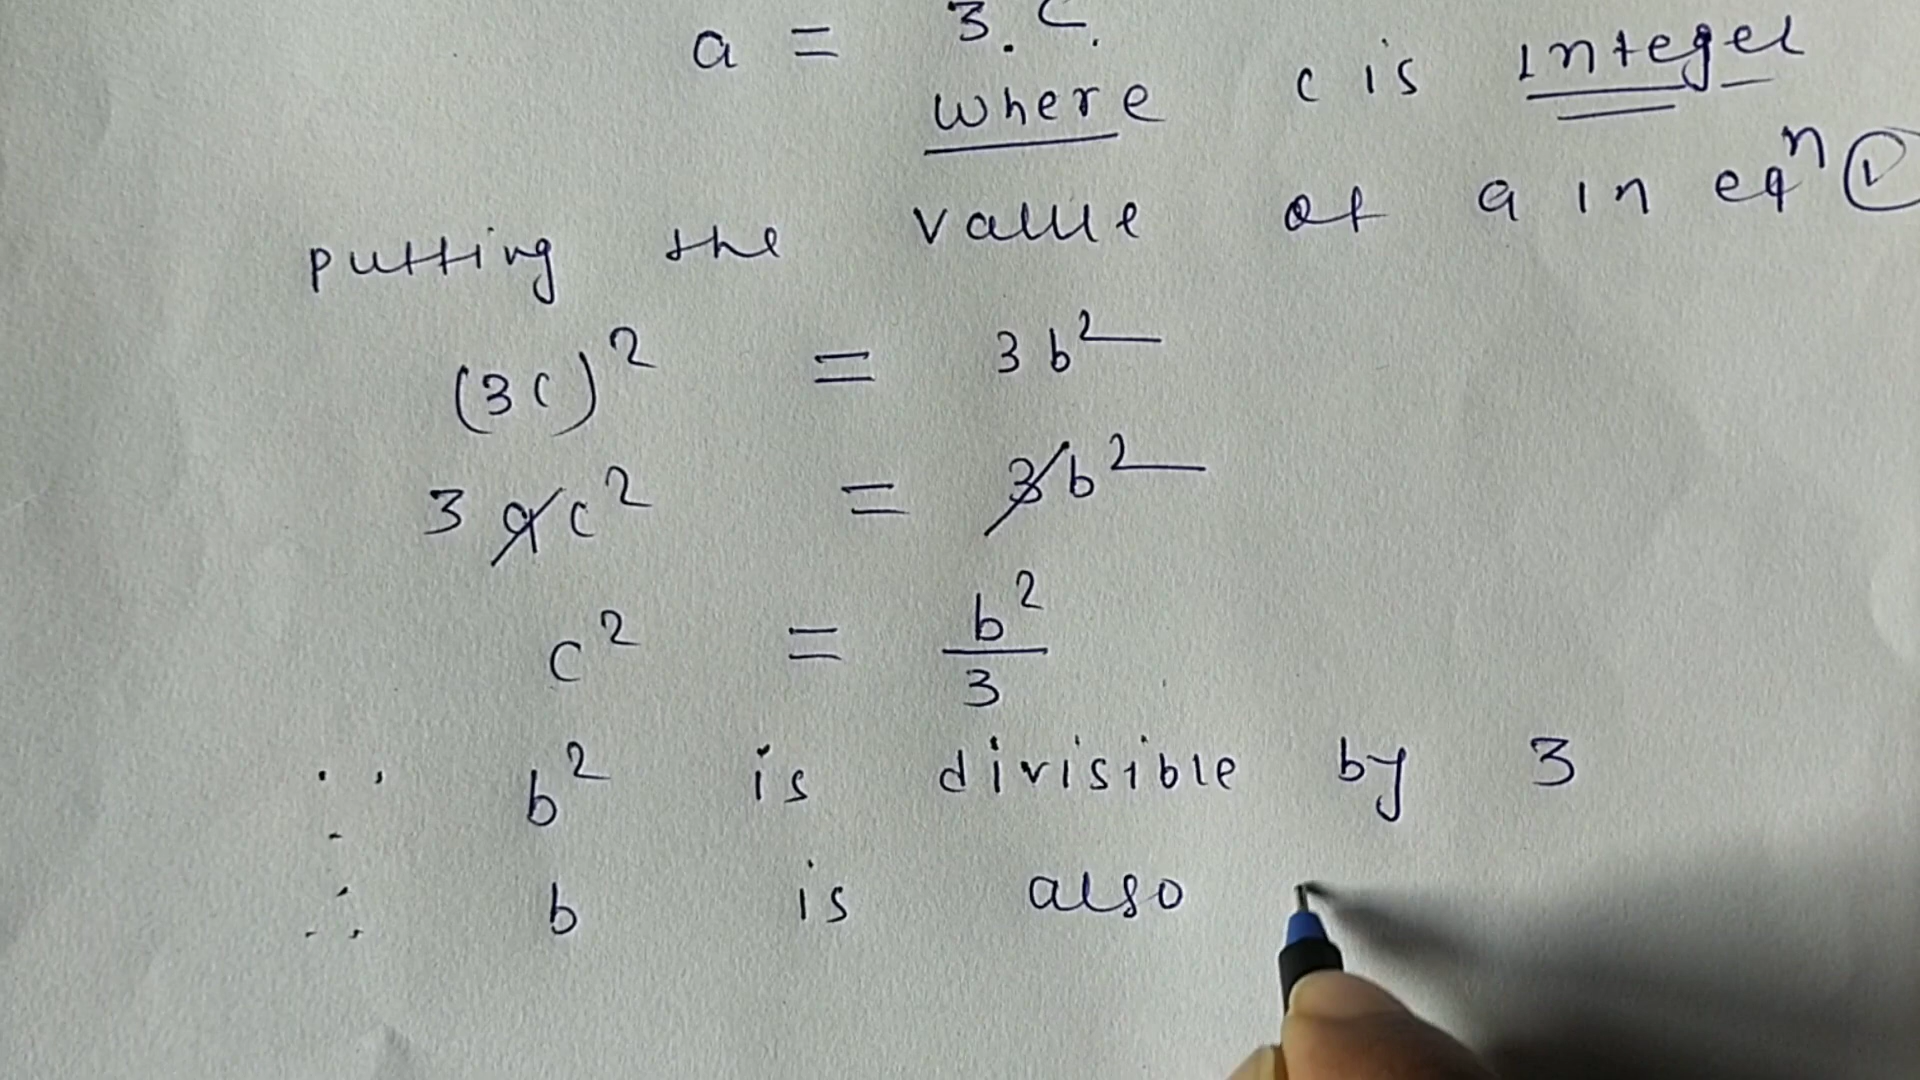 a = 3.C.
where c is Integer
putting the value of a in eqⁿ ①
(3c)² = 3b²
3 9c² = 3b²
c² = b²/3
∵ b² is divisible by 3
∴ b is also